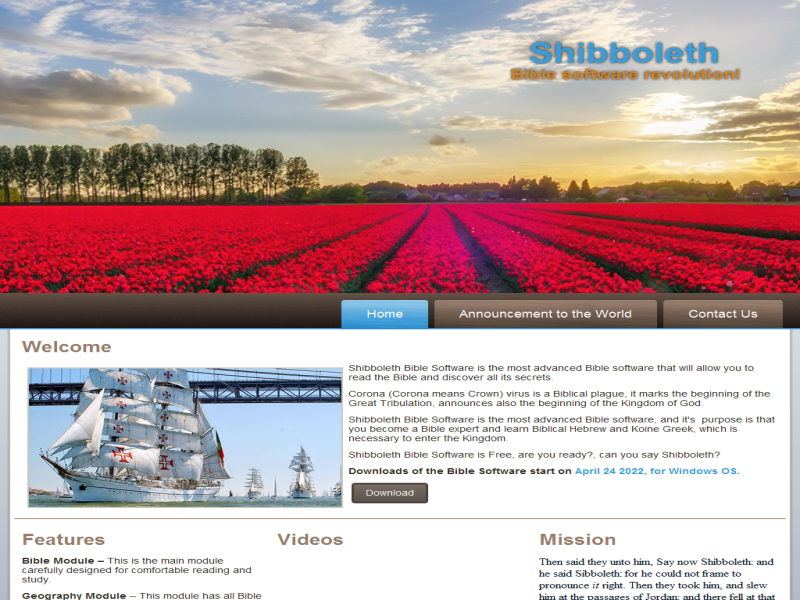 Shibboleth
Bible software revolution!
Home
Announcement to the World
Contact Us
Welcome
Shibboleth Bible Software is the most advanced Bible software that will allow you to
read the Bible and discover all its secrets.
Corona (Corona means Crown) virus is a Biblical plague, it marks the beginning of the
Great Tribulation, announces also the beginning of the Kingdom of God.
Shibboleth Bible Software is the most advanced Bible software, and it's  purpose is that
you become a Bible expert and learn Biblical Hebrew and Koine Greek, which is
necessary to enter the Kingdom.
Shibboleth Bible Software is Free, are you ready?, can you say Shibboleth?
Downloads of the Bible Software start on April 24 2022, for Windows OS.
Download
Features
Bible Module – This is the main module
carefully designed for comfortable reading and
study.
Geography Module – This module has all Bible
Videos
Mission
Then said they unto him, Say now Shibboleth: and
he said Sibboleth: for he could not frame to
pronounce it right. Then they took him, and slew
him at the passages of Jordan: and there fell at that